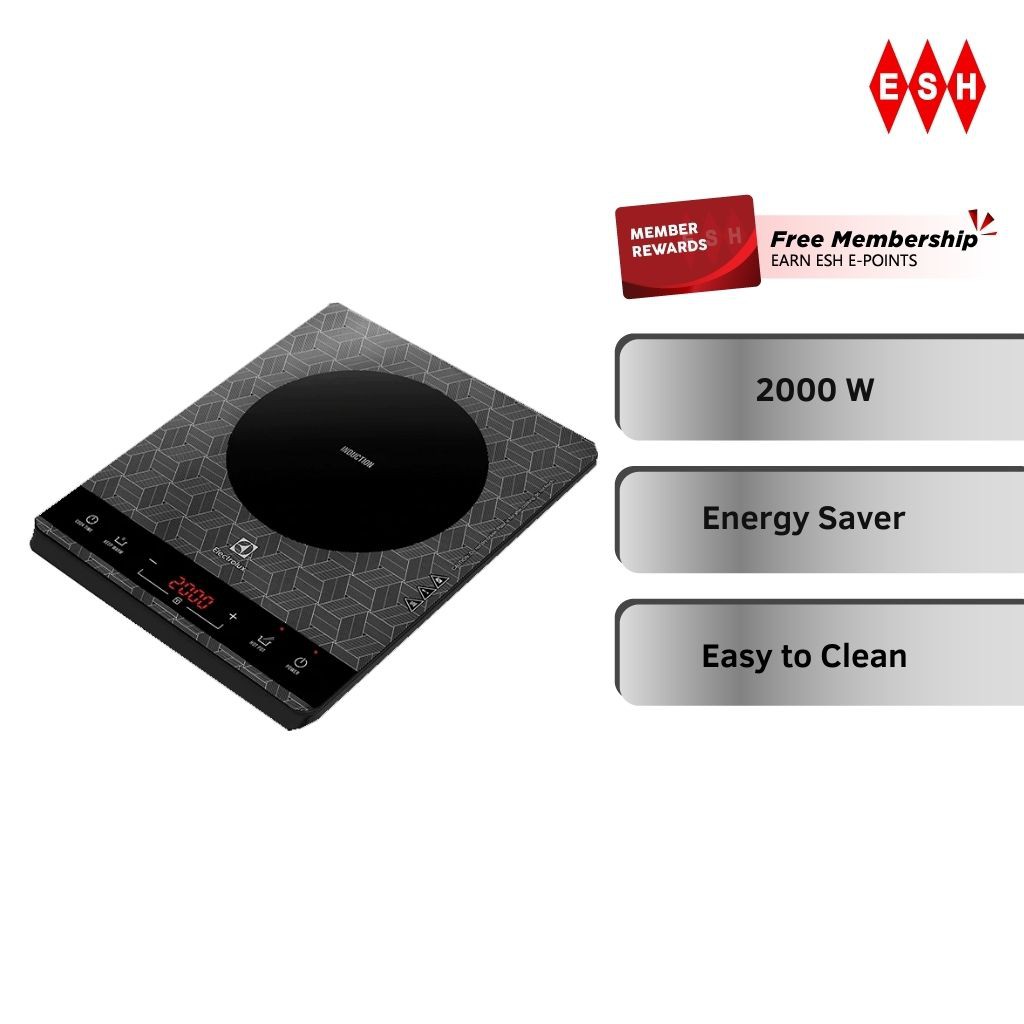 ESH
MEMBER
REWARDS
Free Membership
EARN ESH E-POINTS
2000 W
Energy Saver
Easy to Clean
INDUCTION
Electrolux
COOK TIME
KEEP WARM
−
2000
+
HOT POT
POWER